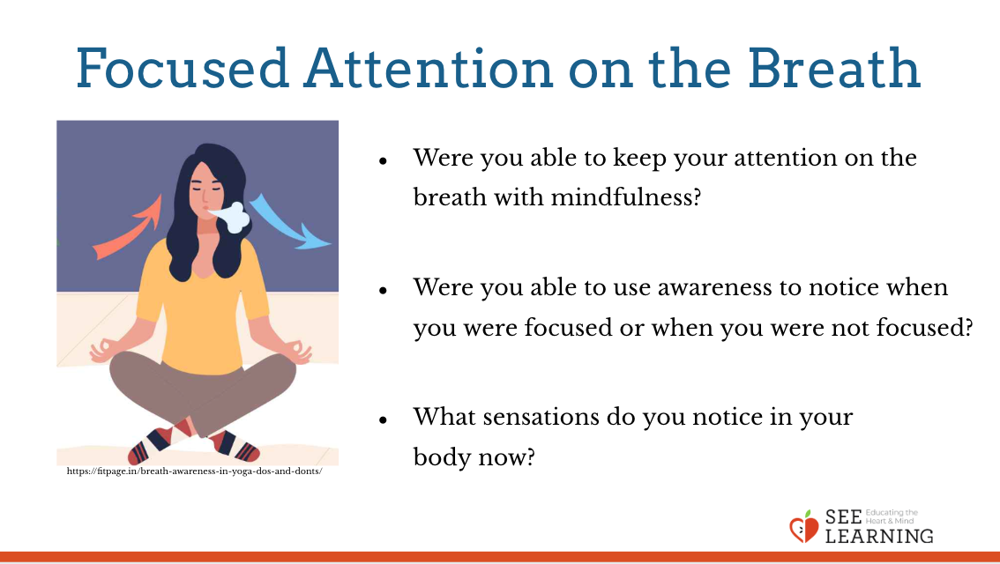 Focused Attention on the Breath
● Were you able to keep your attention on the
breath with mindfulness?
● Were you able to use awareness to notice when
you were focused or when you were not focused?
● What sensations do you notice in your
body now?
https://fitpage.in/breath-awareness-in-yoga-dos-and-donts/
SEE Educating the
Heart & Mind
LEARNING